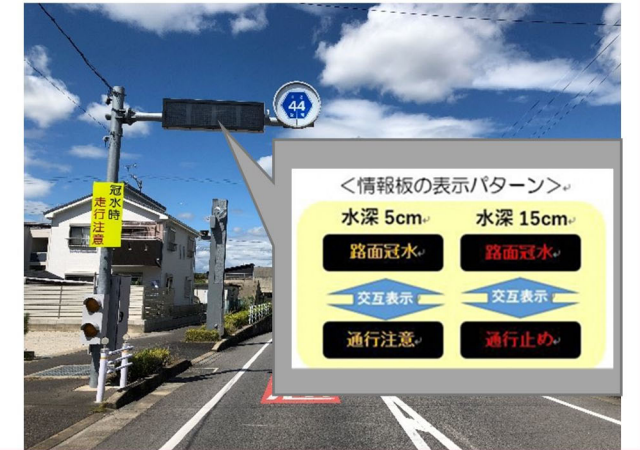 44
冠水時
走行注意
＜情報板の表示パターン＞
水深 5cm
水深 15cm
路面冠水
路面冠水
交互表示
交互表示
通行注意
通行止め